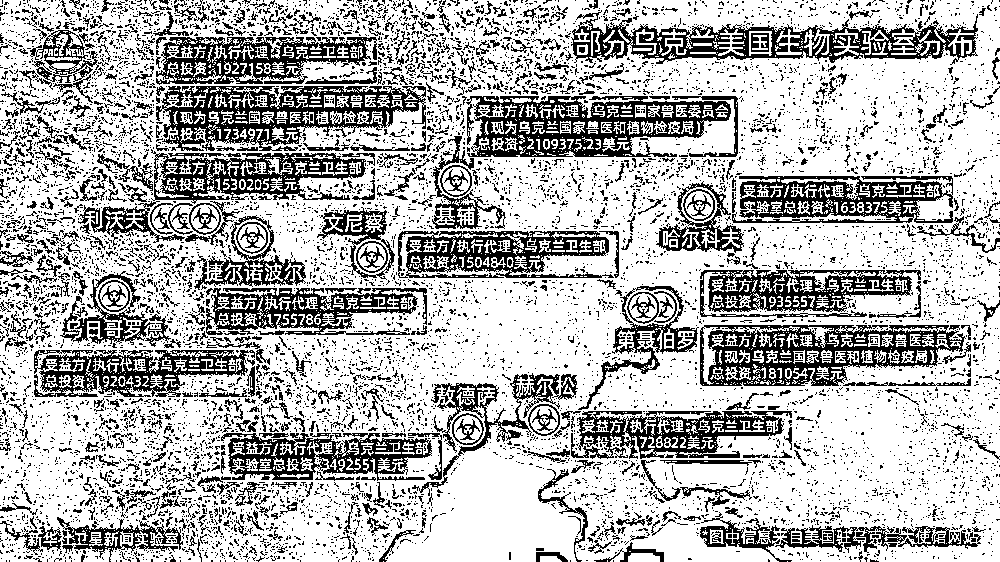 SPACE NEWS
部分乌克兰美国生物实验室分布
受益方/执行代理:乌克兰卫生部
总投资:1927158美元
受益方/执行代理:乌克兰国家兽医委员会
(现为乌克兰国家兽医和植物检疫局)
总投资:1734971美元
受益方/执行代理:乌克兰卫生部
总投资:1530205美元
受益方/执行代理:乌克兰国家兽医委员会
(现为乌克兰国家兽医和植物检疫局)
总投资:2109375.23美元
受益方/执行代理:乌克兰卫生部
实验室总投资:1638375美元
利沃夫
文尼察
基辅
哈尔科夫
受益方/执行代理:乌克兰卫生部
总投资:1504840美元
捷尔诺波尔
受益方/执行代理:乌克兰卫生部
总投资:1755786美元
受益方/执行代理:乌克兰卫生部
总投资:1935557美元
乌日哥罗德
第聂伯罗
受益方/执行代理:乌克兰国家兽医委员会
(现为乌克兰国家兽医和植物检疫局)
总投资:1810547美元
受益方/执行代理:乌克兰卫生部
总投资:1920432美元
敖德萨
赫尔松
受益方/执行代理:乌克兰卫生部
总投资:1728822美元
受益方/执行代理:乌克兰卫生部
实验室总投资:3492551美元
新华社卫星新闻实验室
图中信息来自美国驻乌克兰大使馆网站